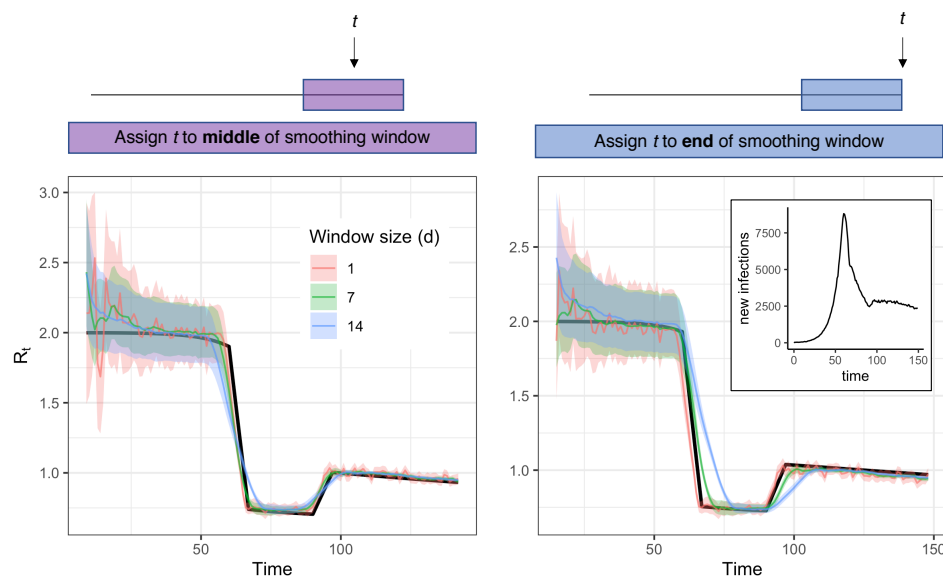 t
Assign t to middle of smoothing window
3.0
2.5
2.0
1.5
1.0
Rt
50
100
Time
Window size (d)
1
7
14
t
Assign t to end of smoothing window
2.5
2.0
1.5
1.0
50
100
150
Time
new infections
7500
5000
2500
0
0
50
100
150
time